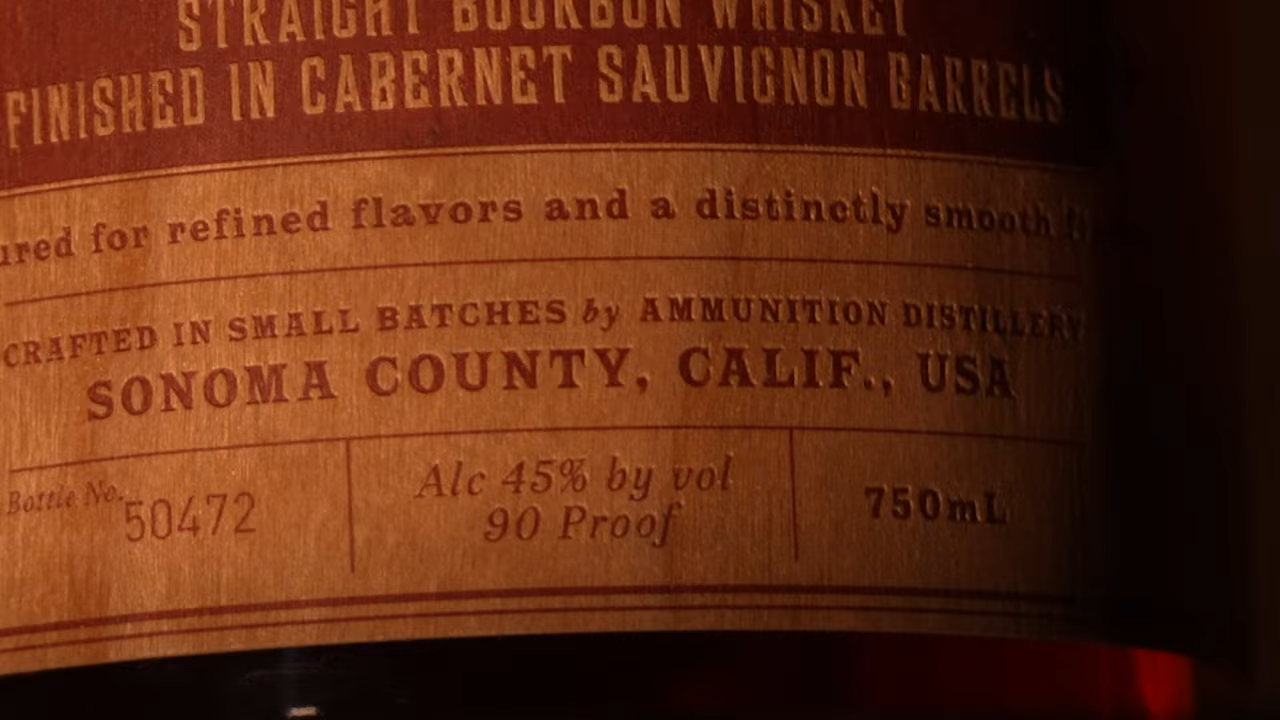 STRAIGHT BOURBON WHISKEY
FINISHED IN CABERNET SAUVIGNON BARRELS
for refined flavors and a distinctly smooth
CRAFTED IN SMALL BATCHES by AMMUNITION DISTILLERY
SONOMA COUNTY, CALIF., USA
Bottle No. 50472
Alc 45% by vol
90 Proof
750mL